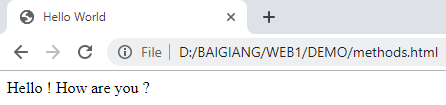 Hello World
File | D:/BAIGIANG/WEB1/DEMO/methods.html
Hello ! How are you ?